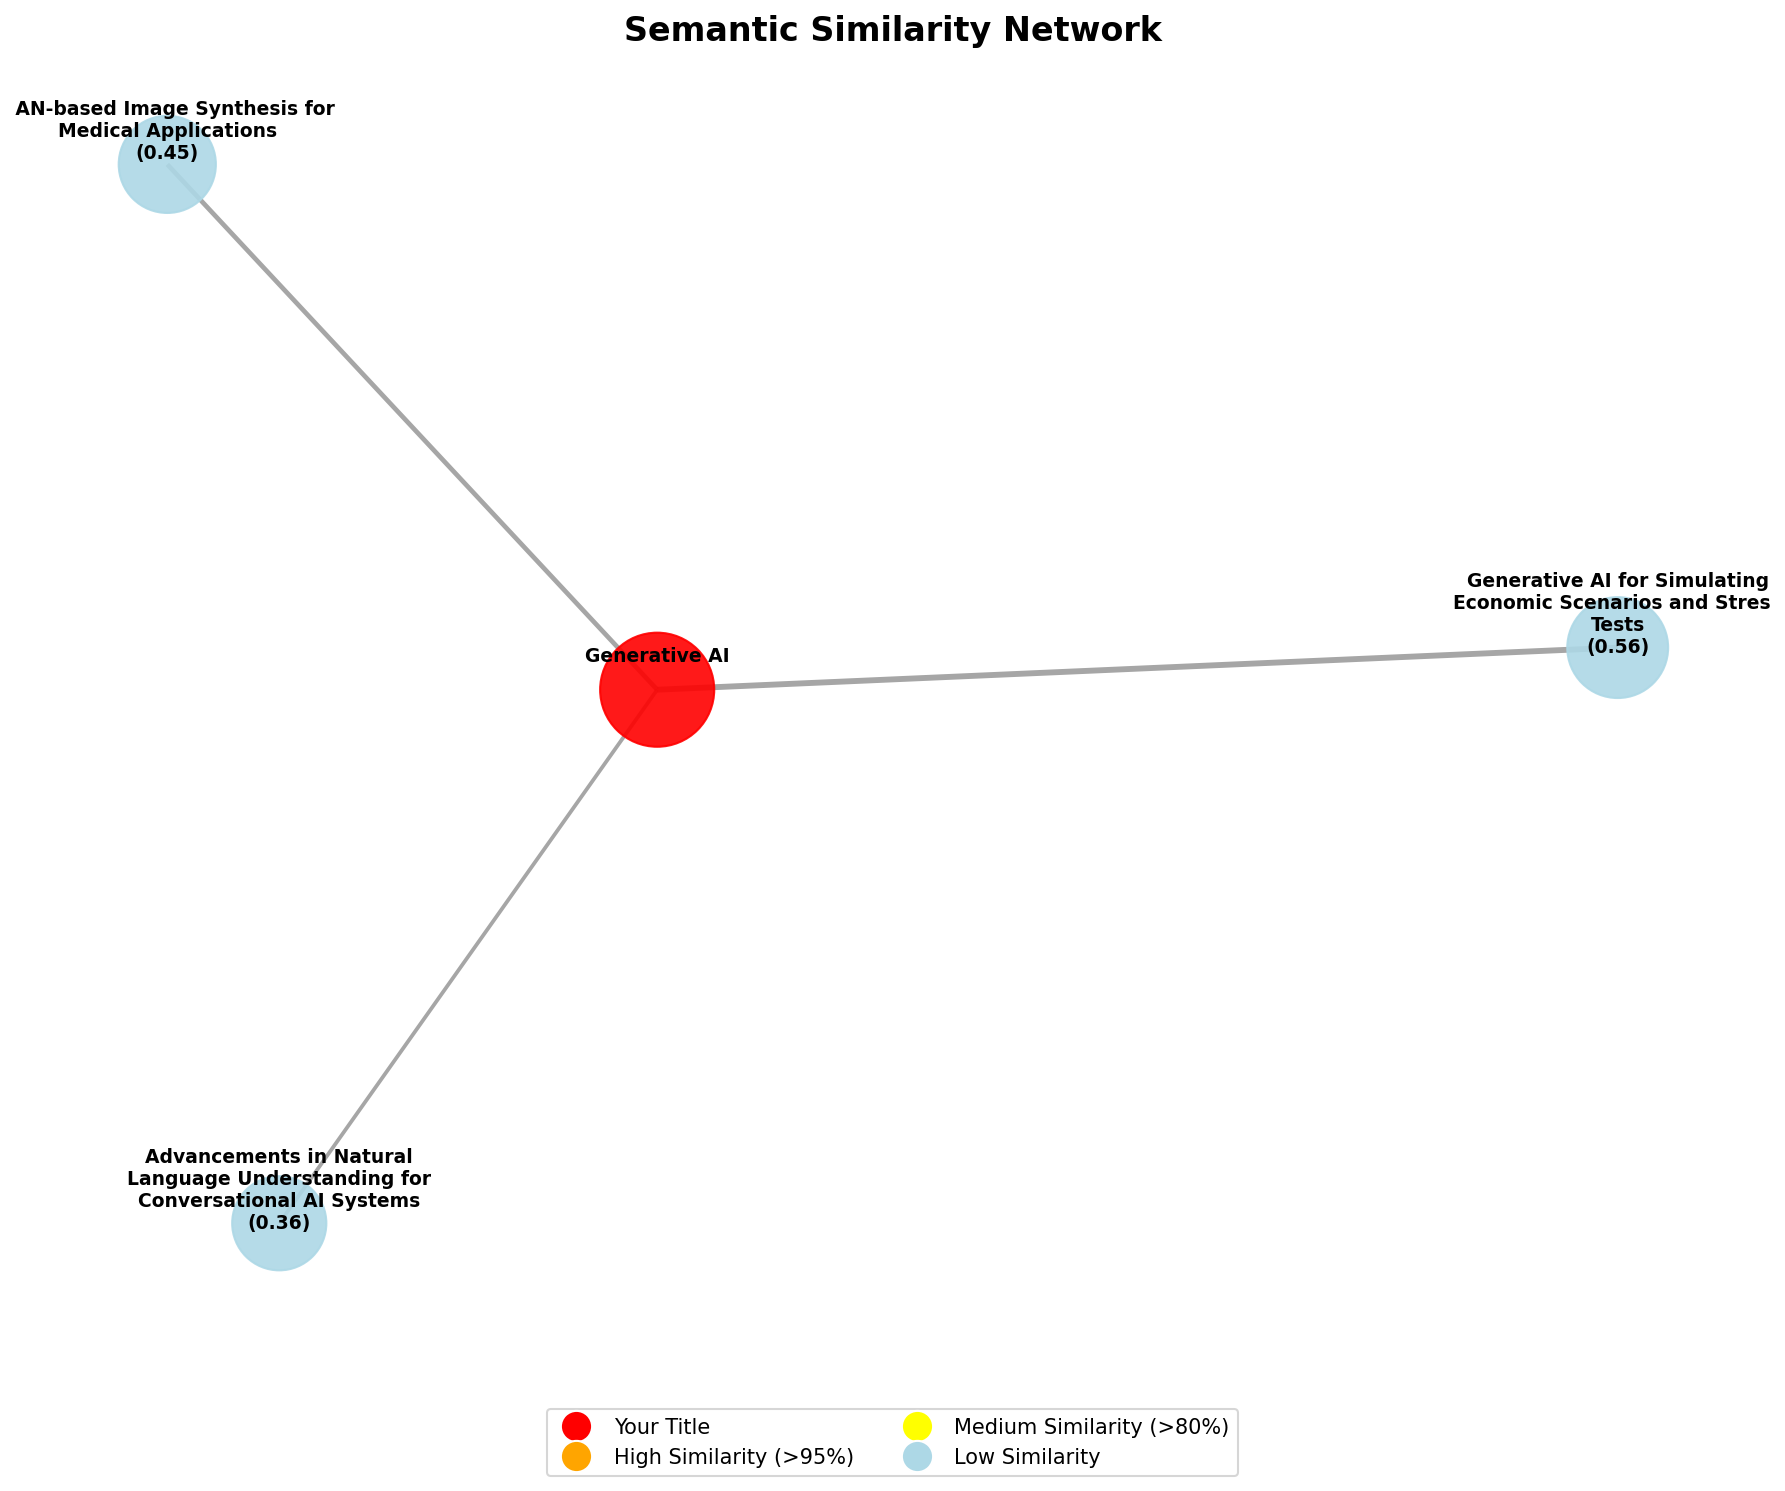 Semantic Similarity Network
AN-based Image Synthesis for
Medical Applications
(0.45)
Generative AI for Simulating
Economic Scenarios and Stres
Tests
(0.56)
Generative AI
Advancements in Natural
Language Understanding for
Conversational AI Systems
(0.36)
Your Title
High Similarity (>95%)
Medium Similarity (>80%)
Low Similarity